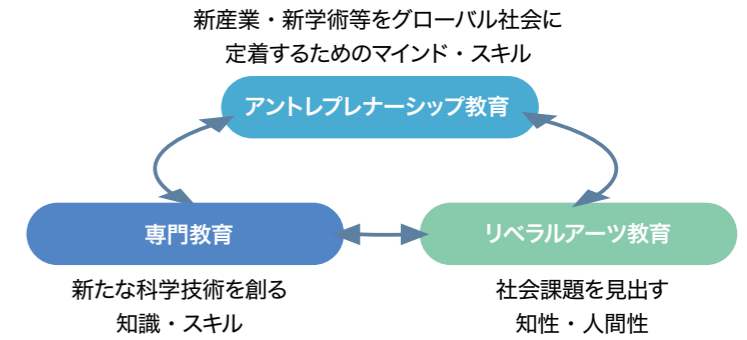 新産業・新学術等をグローバル社会に
定着するためのマインド・スキル
アントレプレナーシップ教育
専門教育
リベラルアーツ教育
新たな科学技術を創る
知識・スキル
社会課題を見出す
知性・人間性